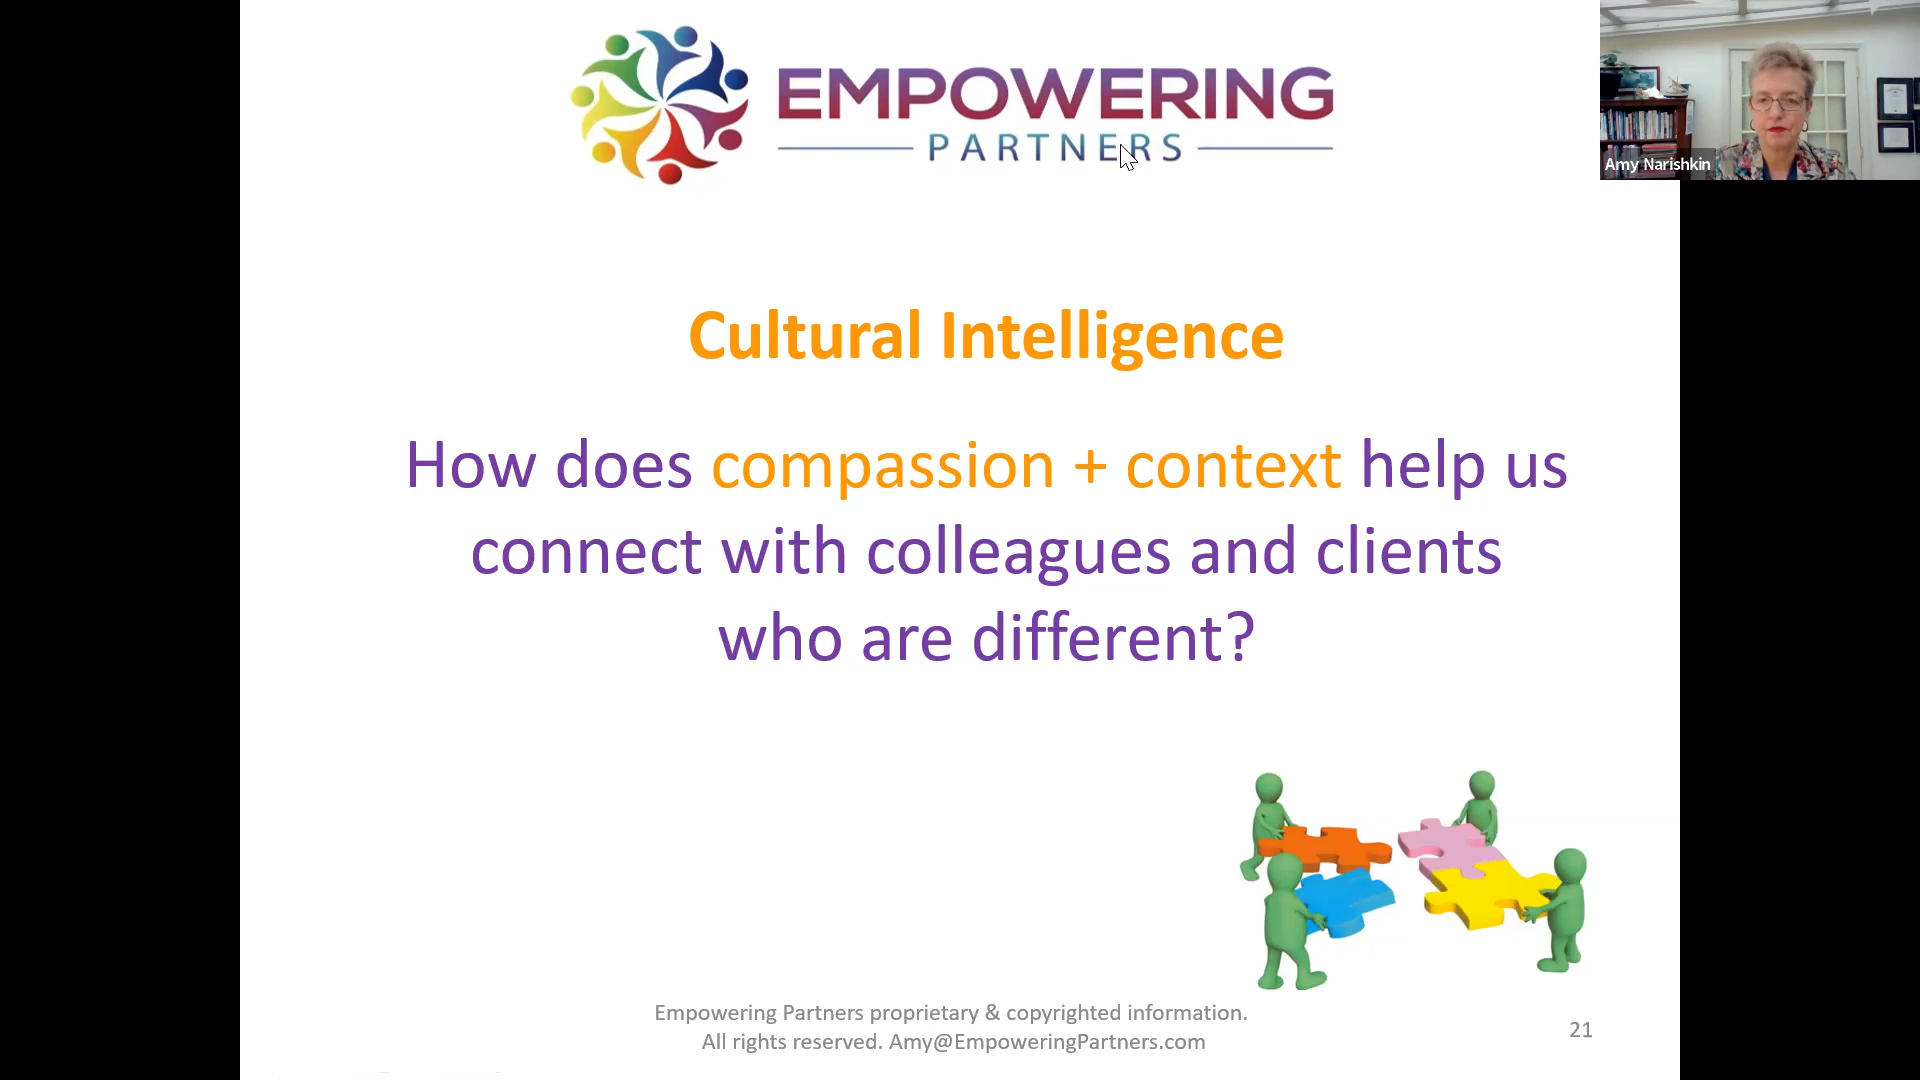 EMPOWERING
PARTNERS
Amy Narishkin
Cultural Intelligence
How does compassion + context help us
connect with colleagues and clients
who are different?
Empowering Partners proprietary & copyrighted information.
All rights reserved. Amy@EmpoweringPartners.com
21